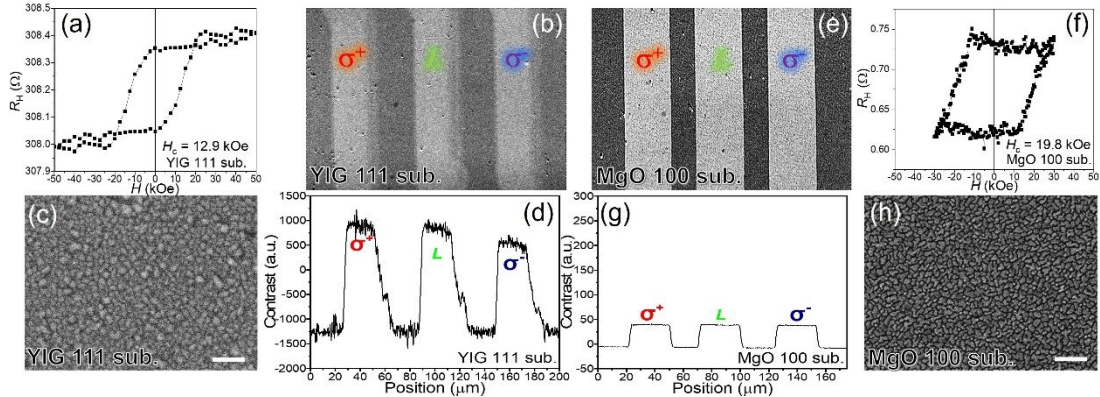 (a)
308.5
308.4
308.3
308.2
308.1
308.0
307.9
R_H (Ω)
-50 -40 -30 -20 -10 0 10 20 30 40 50
H (kOe)
H_c = 12.9 kOe
YIG 111 sub.
(b)
σ⁺ L σ⁻
YIG 111 sub.
(e)
σ⁺ L σ⁻
MgO 100 sub.
(f)
0.75
0.70
0.65
0.60
R_H (Ω)
-30 -20 -10 0 10 20 30 40 50
H (kOe)
H_c = 19.8 kOe
MgO 100 sub.
(c)
YIG 111 sub.
(d)
1500
1000
500
0
-500
-1000
-1500
-2000
Contrast (a.u.)
σ⁺ L σ⁻
YIG 111 sub.
0 20 40 60 80 100 120 140 160 180 200
Position (μm)
(g)
300
250
200
150
100
50
0
-50
Contrast (a.u.)
σ⁺ L σ⁻
MgO 100 sub.
0 20 40 60 80 100 120 140 160
Position (μm)
(h)
MgO 100 sub.